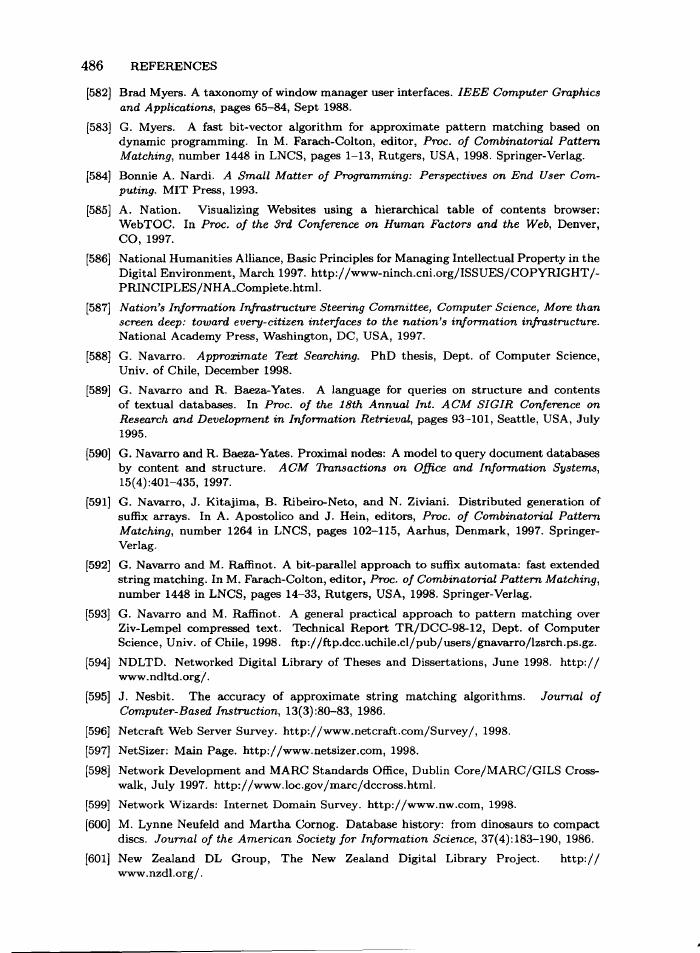 486 REFERENCES
[582] Brad Myers. A taxonomy of window manager user interfaces. IEEE Computer Graphics
and Applications, pages 65–84, Sept 1988.
[583] G. Myers. A fast bit-vector algorithm for approximate pattern matching based on
dynamic programming. In M. Farach-Colton, editor, Proc. of Combinatorial Pattern
Matching, number 1448 in LNCS, pages 1–13, Rutgers, USA, 1998. Springer-Verlag.
[584] Bonnie A. Nardi. A Small Matter of Programming: Perspectives on End User Com-
puting. MIT Press, 1993.
[585] A. Nation. Visualizing Websites using a hierarchical table of contents browser:
WebTOC. In Proc. of the 3rd Conference on Human Factors and the Web, Denver,
CO, 1997.
[586] National Humanities Alliance, Basic Principles for Managing Intellectual Property in the
Digital Environment, March 1997. http://www-ninch.cni.org/ISSUES/COPYRIGHT/-
PRINCIPLES/NHA_Complete.html.
[587] Nation's Information Infrastructure Steering Committee, Computer Science, More than
screen deep: toward every-citizen interfaces to the nation's information infrastructure.
National Academy Press, Washington, DC, USA, 1997.
[588] G. Navarro. Approximate Text Searching. PhD thesis, Dept. of Computer Science,
Univ. of Chile, December 1998.
[589] G. Navarro and R. Baeza-Yates. A language for queries on structure and contents
of textual databases. In Proc. of the 18th Annual Int. ACM SIGIR Conference on
Research and Development in Information Retrieval, pages 93–101, Seattle, USA, July
1995.
[590] G. Navarro and R. Baeza-Yates. Proximal nodes: A model to query document databases
by content and structure. ACM Transactions on Office and Information Systems,
15(4):401–435, 1997.
[591] G. Navarro, J. Kitajima, B. Ribeiro-Neto, and N. Ziviani. Distributed generation of
suffix arrays. In A. Apostolico and J. Hein, editors, Proc. of Combinatorial Pattern
Matching, number 1264 in LNCS, pages 102–115, Aarhus, Denmark, 1997. Springer-
Verlag.
[592] G. Navarro and M. Raffinot. A bit-parallel approach to suffix automata: fast extended
string matching. In M. Farach-Colton, editor, Proc. of Combinatorial Pattern Matching,
number 1448 in LNCS, pages 14–33, Rutgers, USA, 1998. Springer-Verlag.
[593] G. Navarro and M. Raffinot. A general practical approach to pattern matching over
Ziv-Lempel compressed text. Technical Report TR/DCC-98-12, Dept. of Computer
Science, Univ. of Chile, 1998. ftp://ftp.dcc.uchile.cl/pub/users/gnavarro/lzsrch.ps.gz.
[594] NDLTD. Networked Digital Library of Theses and Dissertations, June 1998. http://
www.ndltd.org/.
[595] J. Nesbit. The accuracy of approximate string matching algorithms. Journal of
Computer-Based Instruction, 13(3):80–83, 1986.
[596] Netcraft Web Server Survey. http://www.netcraft.com/Survey/, 1998.
[597] NetSizer: Main Page. http://www.netsizer.com, 1998.
[598] Network Development and MARC Standards Office, Dublin Core/MARC/GILS Cross-
walk, July 1997. http://www.loc.gov/marc/dccross.html.
[599] Network Wizards: Internet Domain Survey. http://www.nw.com, 1998.
[600] M. Lynne Neufeld and Martha Cornog. Database history: from dinosaurs to compact
discs. Journal of the American Society for Information Science, 37(4):183–190, 1986.
[601] New Zealand DL Group, The New Zealand Digital Library Project. http://
www.nzdl.org/.